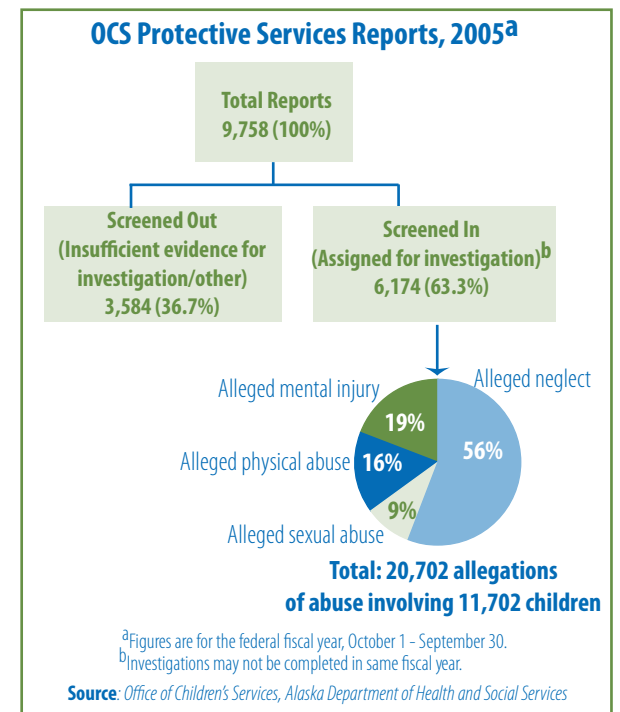 OCS Protective Services Reports, 2005a
Total Reports
9,758 (100%)
Screened Out
(Insufficient evidence for
investigation/other)
3,584 (36.7%)
Screened In
(Assigned for investigation)b
6,174 (63.3%)
Alleged mental injury
Alleged neglect
19%
56%
Alleged physical abuse
16%
9%
Alleged sexual abuse
Total: 20,702 allegations
of abuse involving 11,702 children
aFigures are for the federal fiscal year, October 1 - September 30.
bInvestigations may not be completed in same fiscal year.
Source: Office of Children's Services, Alaska Department of Health and Social Services